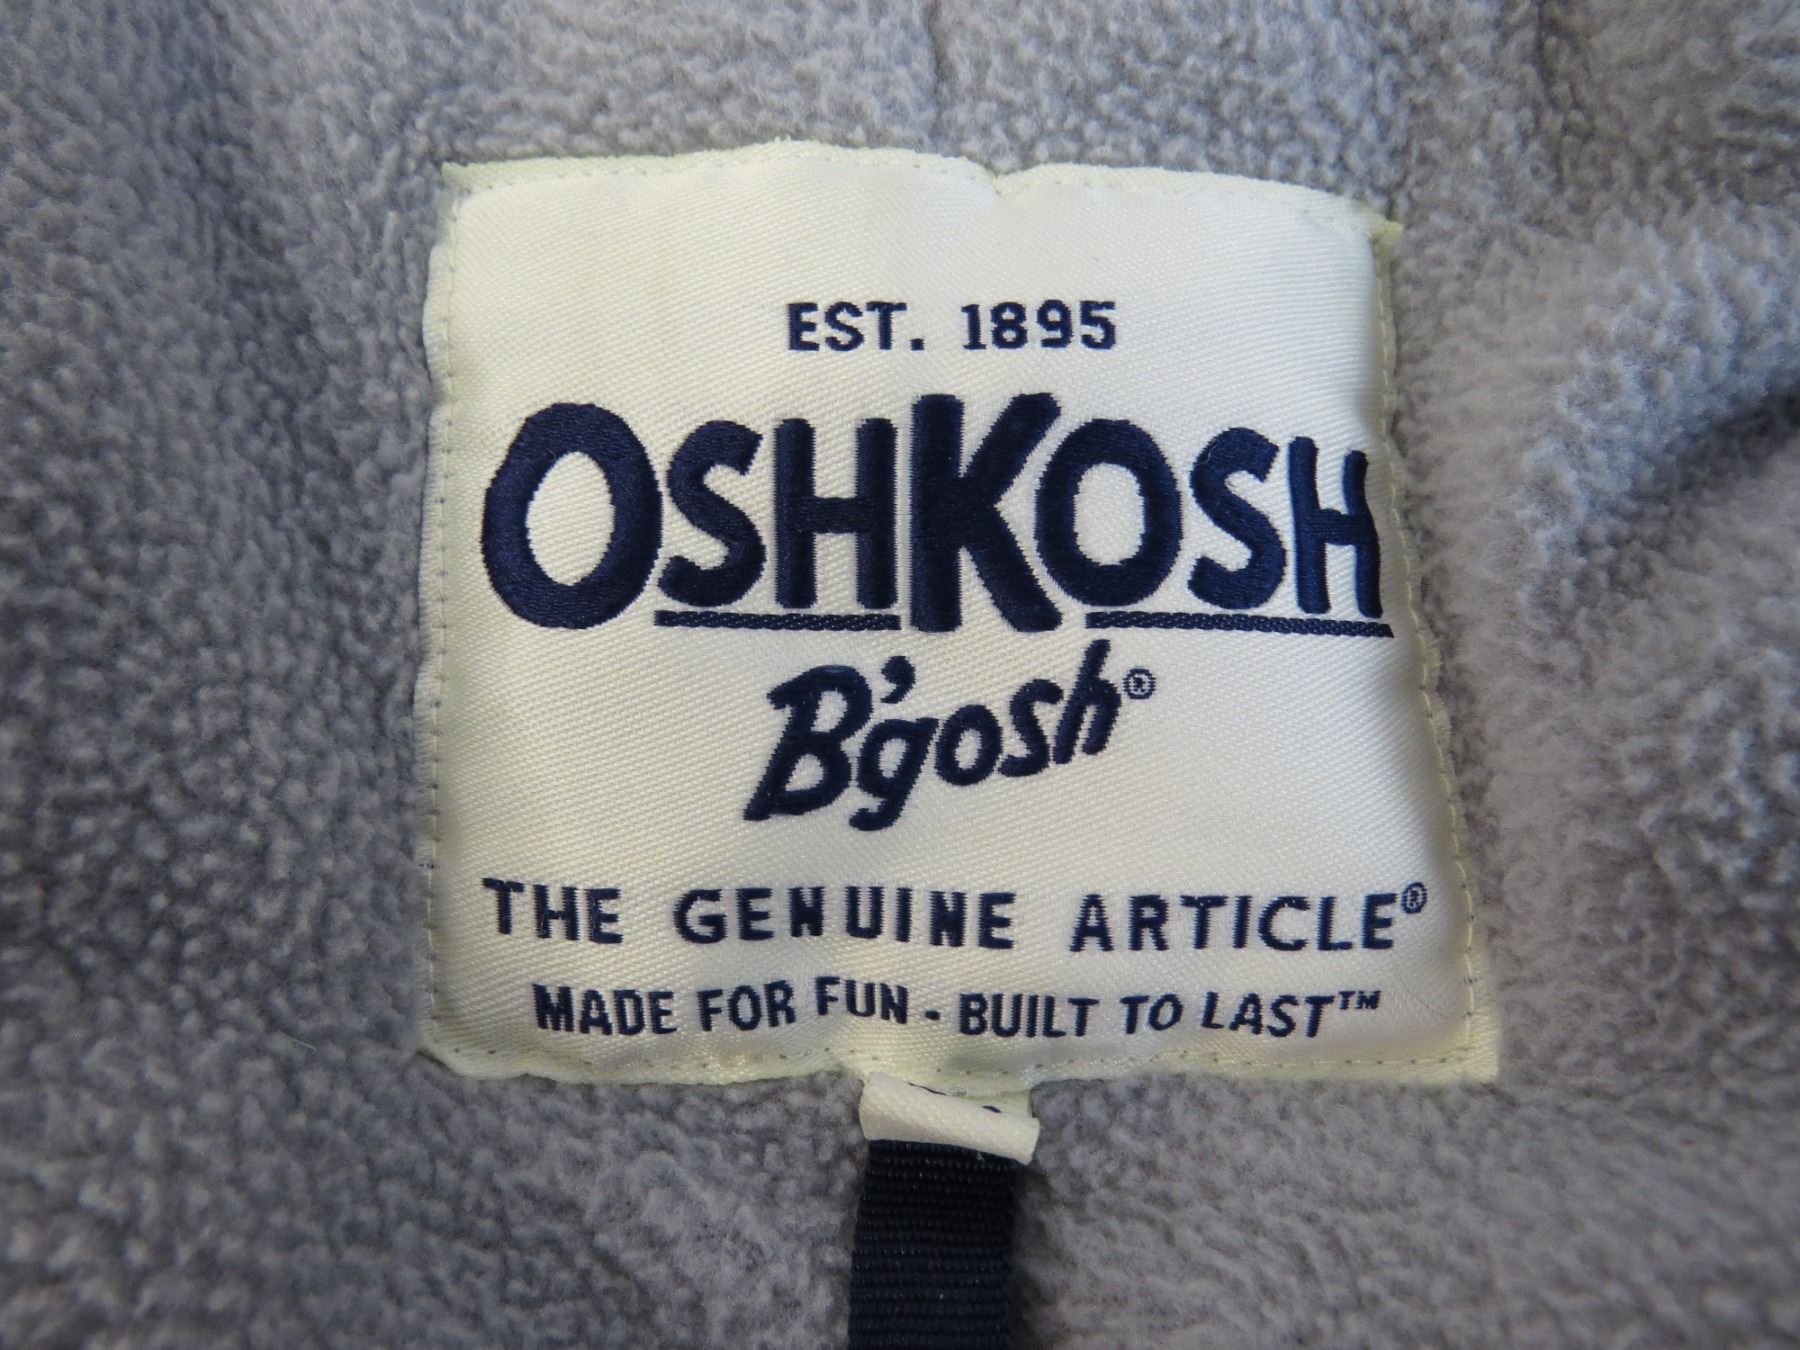 EST. 1895
OSHKOSH
B'gosh®
THE GENUINE ARTICLE®
MADE FOR FUN - BUILT TO LAST™